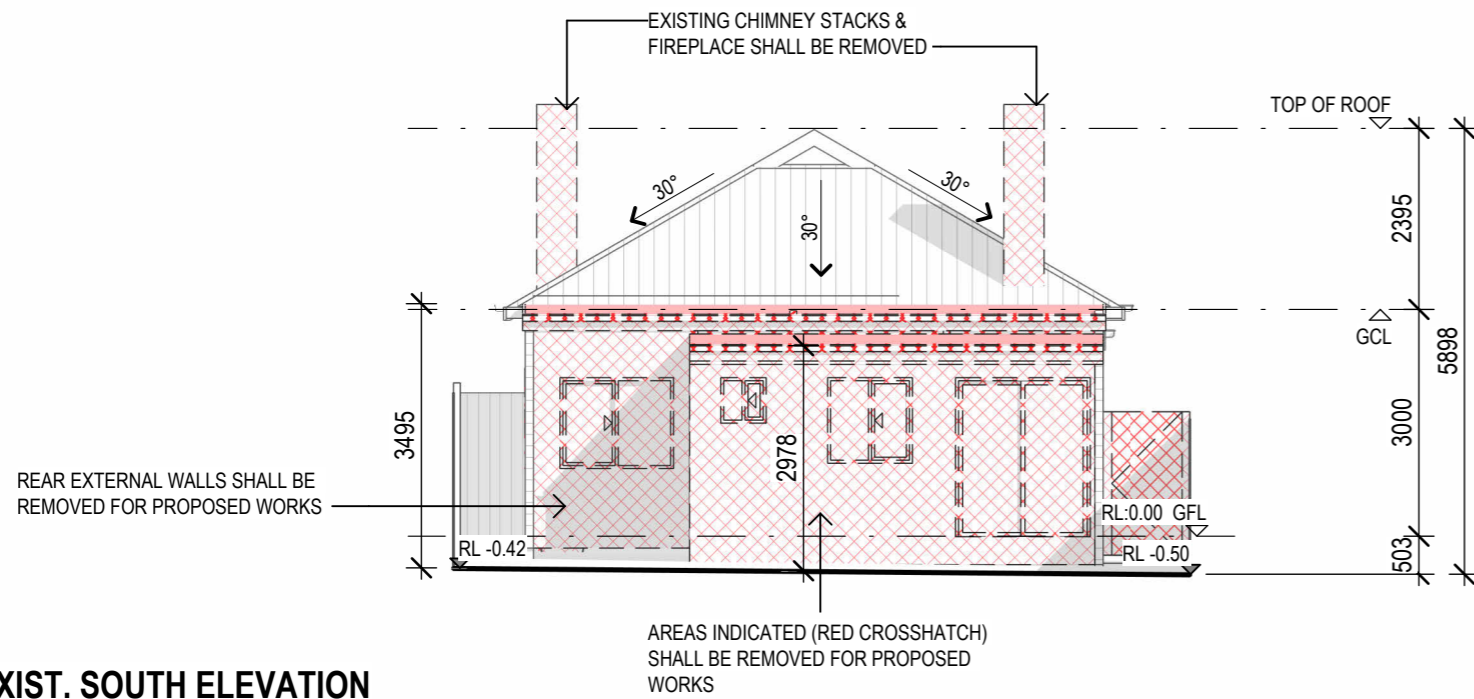 EXISTING CHIMNEY STACKS &
FIREPLACE SHALL BE REMOVED
TOP OF ROOF
30°
30°
30°
2395
GCL
5898
3495
3000
2978
REAR EXTERNAL WALLS SHALL BE
REMOVED FOR PROPOSED WORKS
RL:0.00 GFL
RL -0.42
RL -0.50
503
AREAS INDICATED (RED CROSSHATCH)
SHALL BE REMOVED FOR PROPOSED
WORKS
XIST. SOUTH ELEVATION